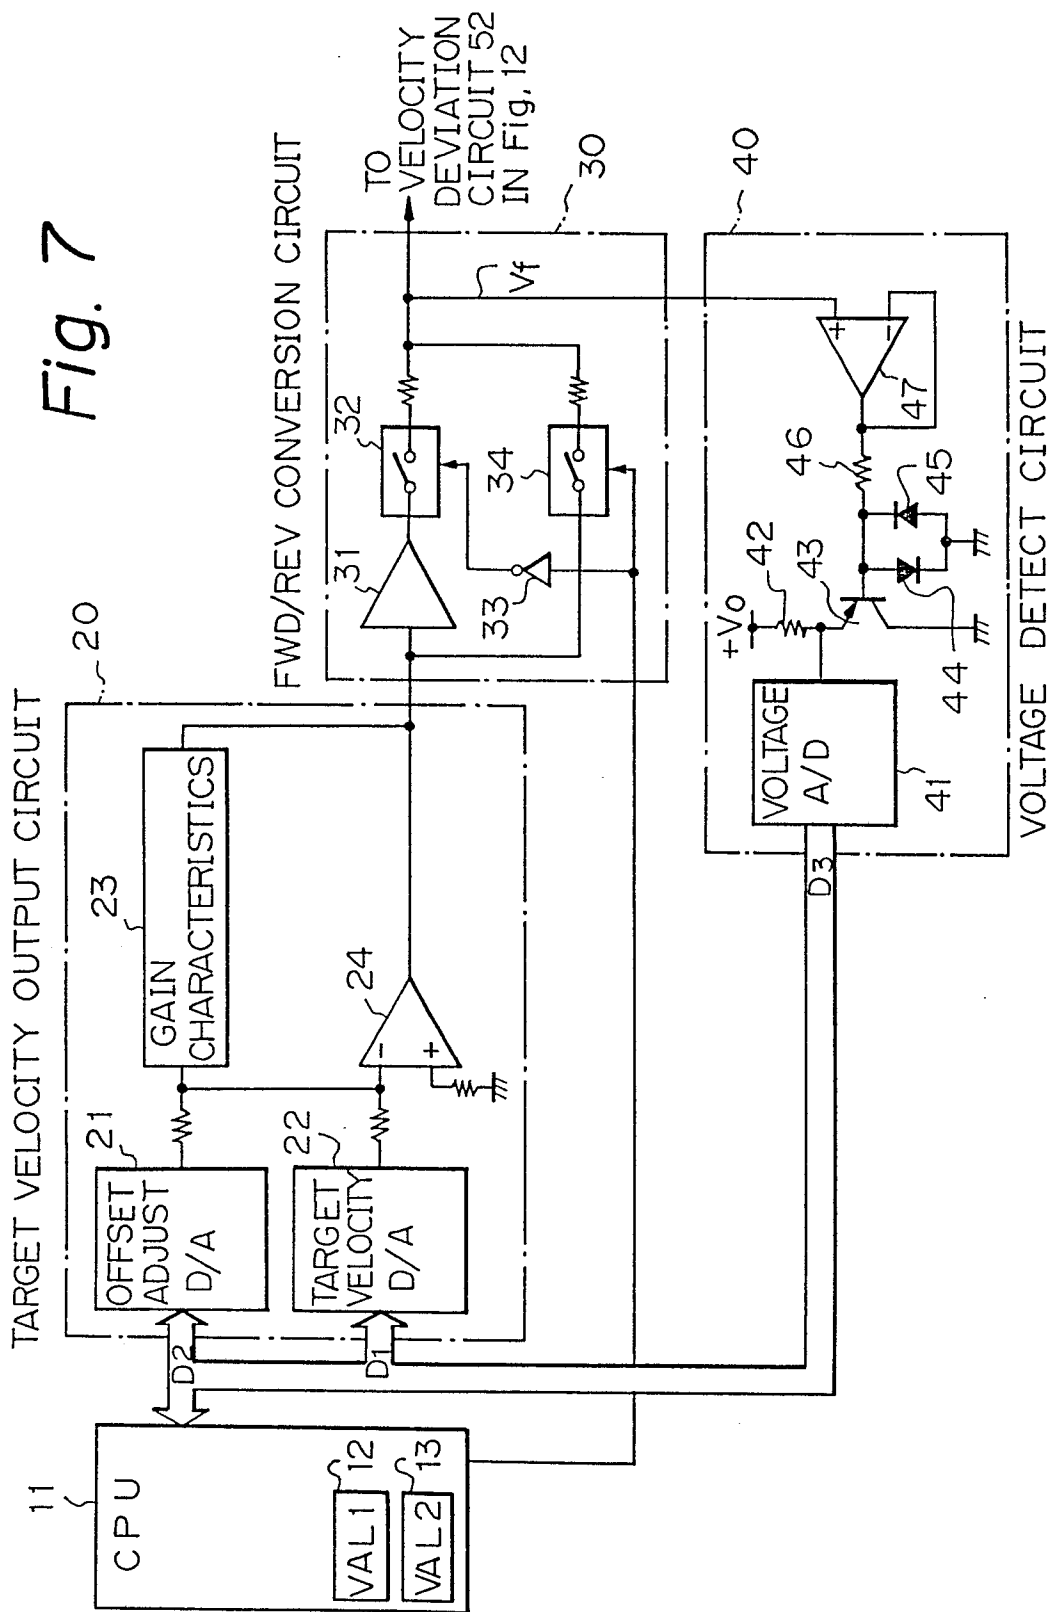 Fig. 7
TARGET VELOCITY OUTPUT CIRCUIT
20
11
CPU
VAL1
12
VAL2
13
D2
D1
OFFSET
ADJUST
D/A
21
TARGET
VELOCITY
D/A
22
GAIN
CHARACTERISTICS
23
24
-
+
FWD/REV CONVERSION CIRCUIT
30
31
32
33
34
Vf
TO
VELOCITY
DEVIATION
CIRCUIT 52
IN Fig, 12
40
VOLTAGE
A/D
41
D3
+Vo
42
43
44
45
46
47
+
-
VOLTAGE DETECT CIRCUIT